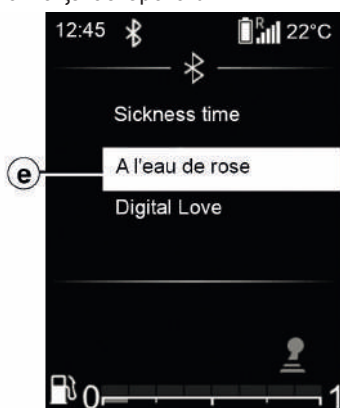 12:45 R 22°C
Sickness time
e A l'eau de rose
Digital Love
0 1